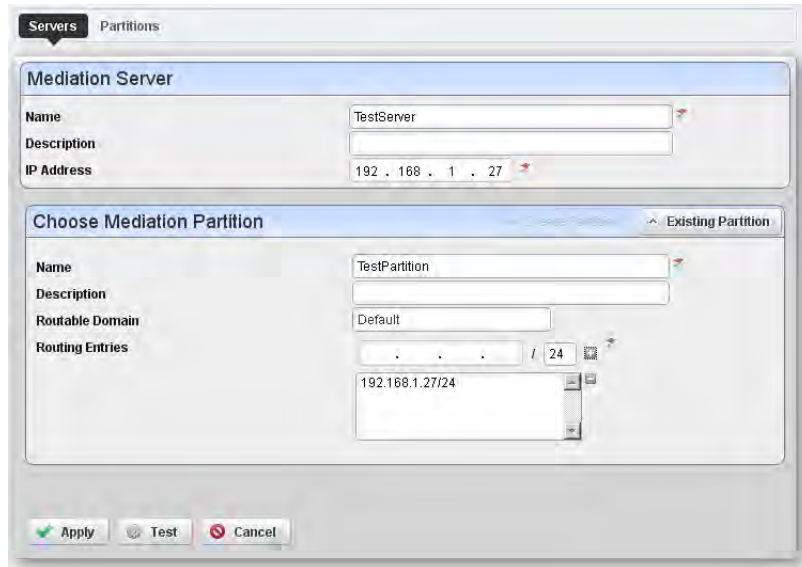 Servers Partitions
Mediation Server
Name TestServer
Description
IP Address 192 . 168 . 1 . 27
Choose Mediation Partition Existing Partition
Name TestPartition
Description
Routable Domain Default
Routing Entries . . . / 24
192.168.1.27/24
Apply Test Cancel